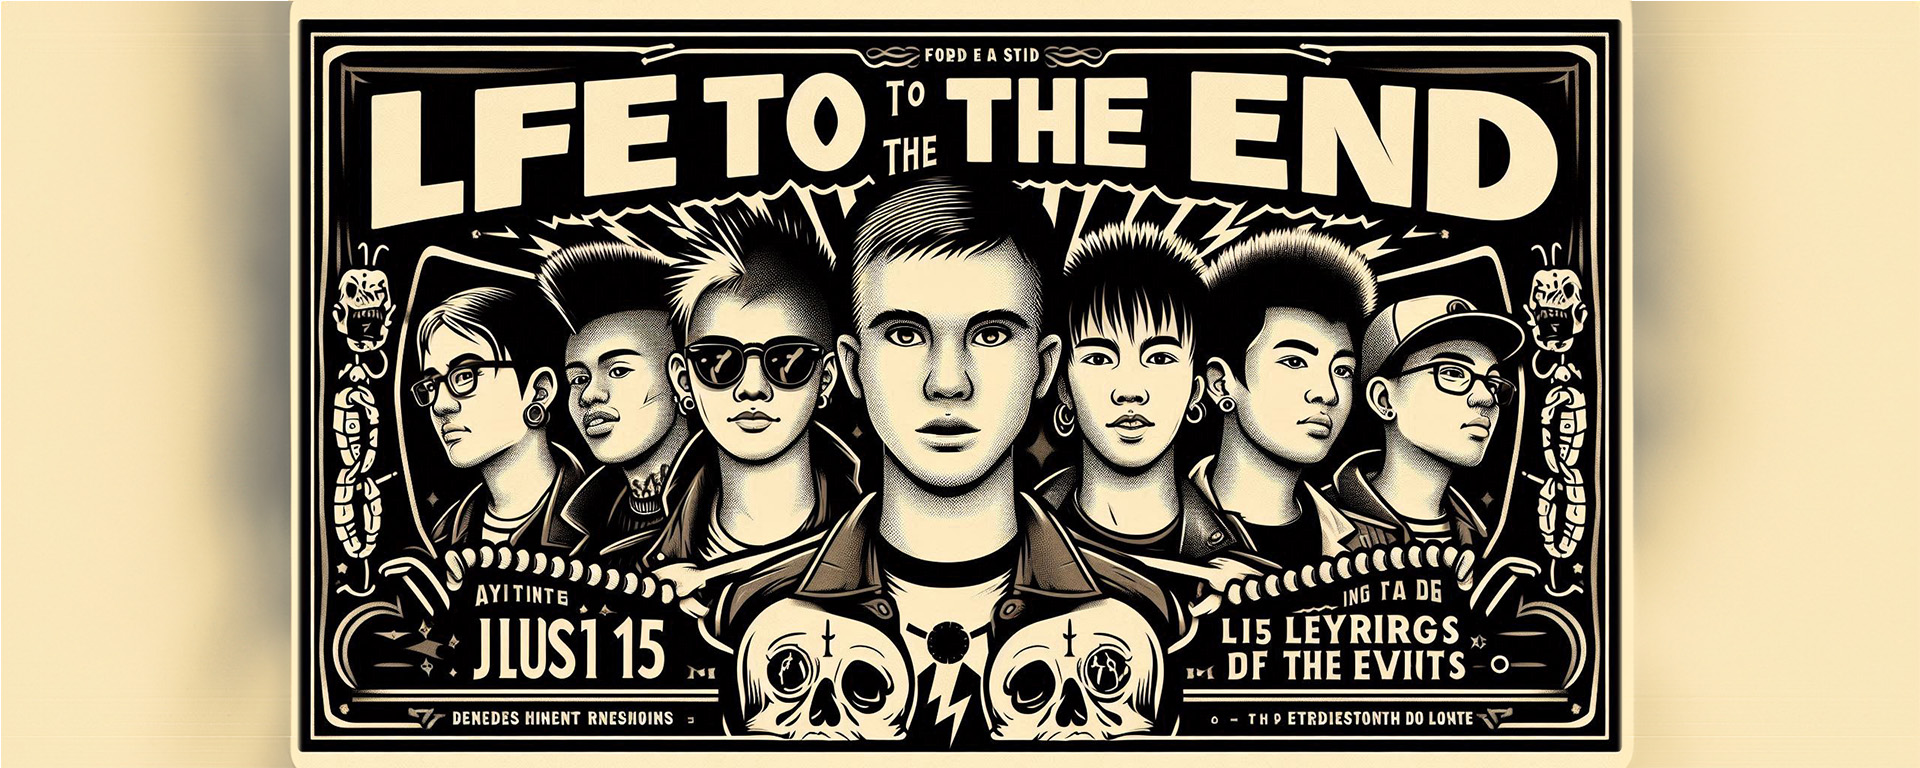 FORD E A STID
LFE TO TO THE THE END
AYITINTE
JLUS1 15
ING TA DG
L15 LEYRIRGS
DF THE EVIITS
DENEDES HINENT RNESHOINS
TH D ETRDIESTONTH DO LONTE